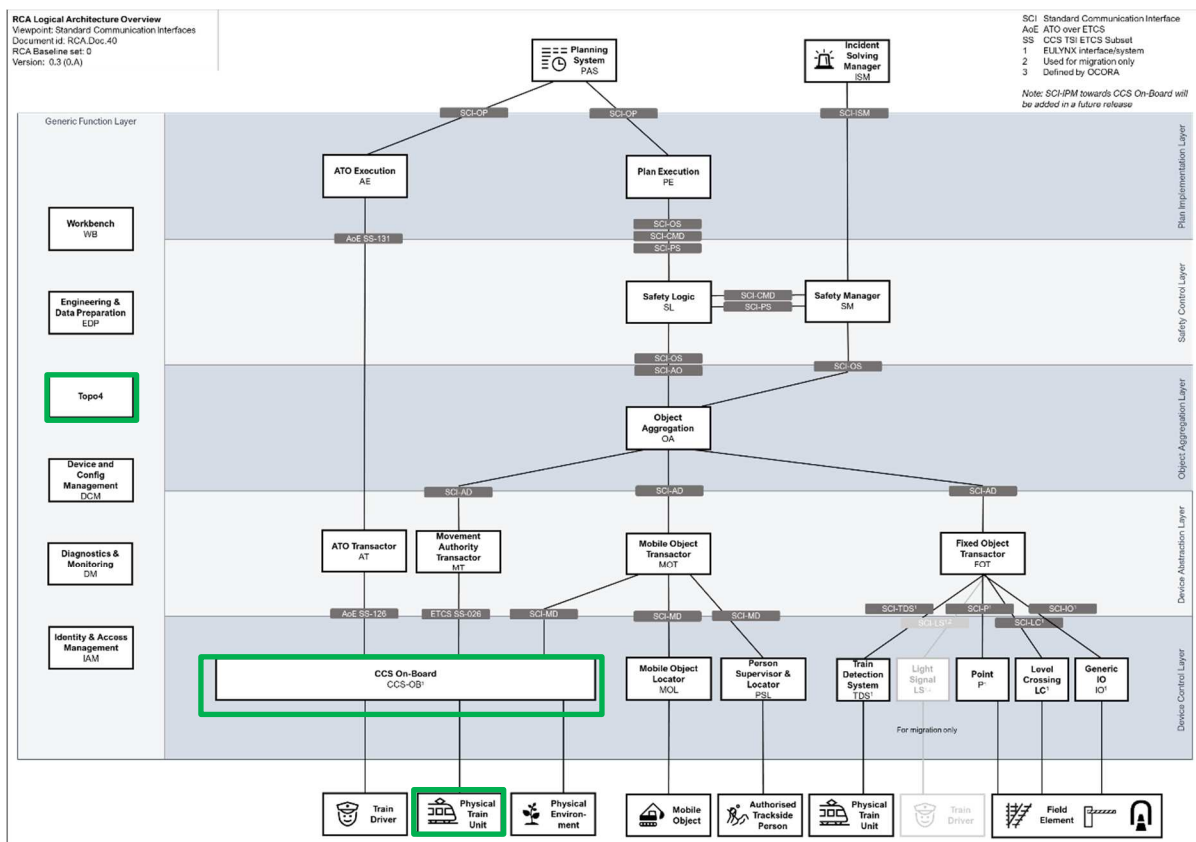 RCA Logical Architecture Overview
Viewpoint: Standard Communication Interfaces
Document id: RCA.Doc.40
RCA Baseline set: 0
Version: 0.3 (0.A)
SCI Standard Communication Interface
AoE ATO over ETCS
SS CCS TSI ETCS Subset
1 EULYNX interface/system
2 Used for migration only
3 Defined by OCORA
Note: SCI-IPM towards CCS On-Board will
be added in a future release
Planning
System
PAS
Incident
Solving
Manager
ISM
SCI-OP
SCI-OP
SCI-ISM
Generic Function Layer
Plan Implementation Layer
ATO Execution
AE
Plan Execution
PE
Workbench
WB
SCI-OS
SCI-CMD
SCI-PS
AoE SS-131
Safety Control Layer
Engineering &
Data Preparation
EDP
Safety Logic
SL
SCI-CMD
SCI-PS
Safety Manager
SM
SCI-OS
SCI-AO
SCI-OS
Topo4
Object Aggregation Layer
Object
Aggregation
OA
Device and
Config
Management
DCM
SCI-AD
SCI-AD
SCI-AD
Device Abstraction Layer
Diagnostics &
Monitoring
DM
ATO Transactor
AT
Movement
Authority
Transactor
MT
Mobile Object
Transactor
MOT
Fixed Object
Transactor
FOT
AoE SS-126
ETCS SS-026
SCI-MD
SCI-MD
SCI-MD
SCI-TDS¹
SCI-P¹
SCI-IO¹
SCI-LC¹
Identity & Access
Management
IAM
Device Control Layer
CCS On-Board
CCS-OB³
Mobile Object
Locator
MOL
Person
Supervisor &
Locator
PSL
Train
Detection
System
TDS¹
Light
Signal
Point
P¹
Level
Crossing
LC¹
Generic
IO
IO¹
For migration only
Train
Driver
Physical
Train
Unit
Physical
Environ-
ment
Mobile
Object
Authorised
Trackside
Person
Physical
Train
Unit
Train
Driver
Field
Element